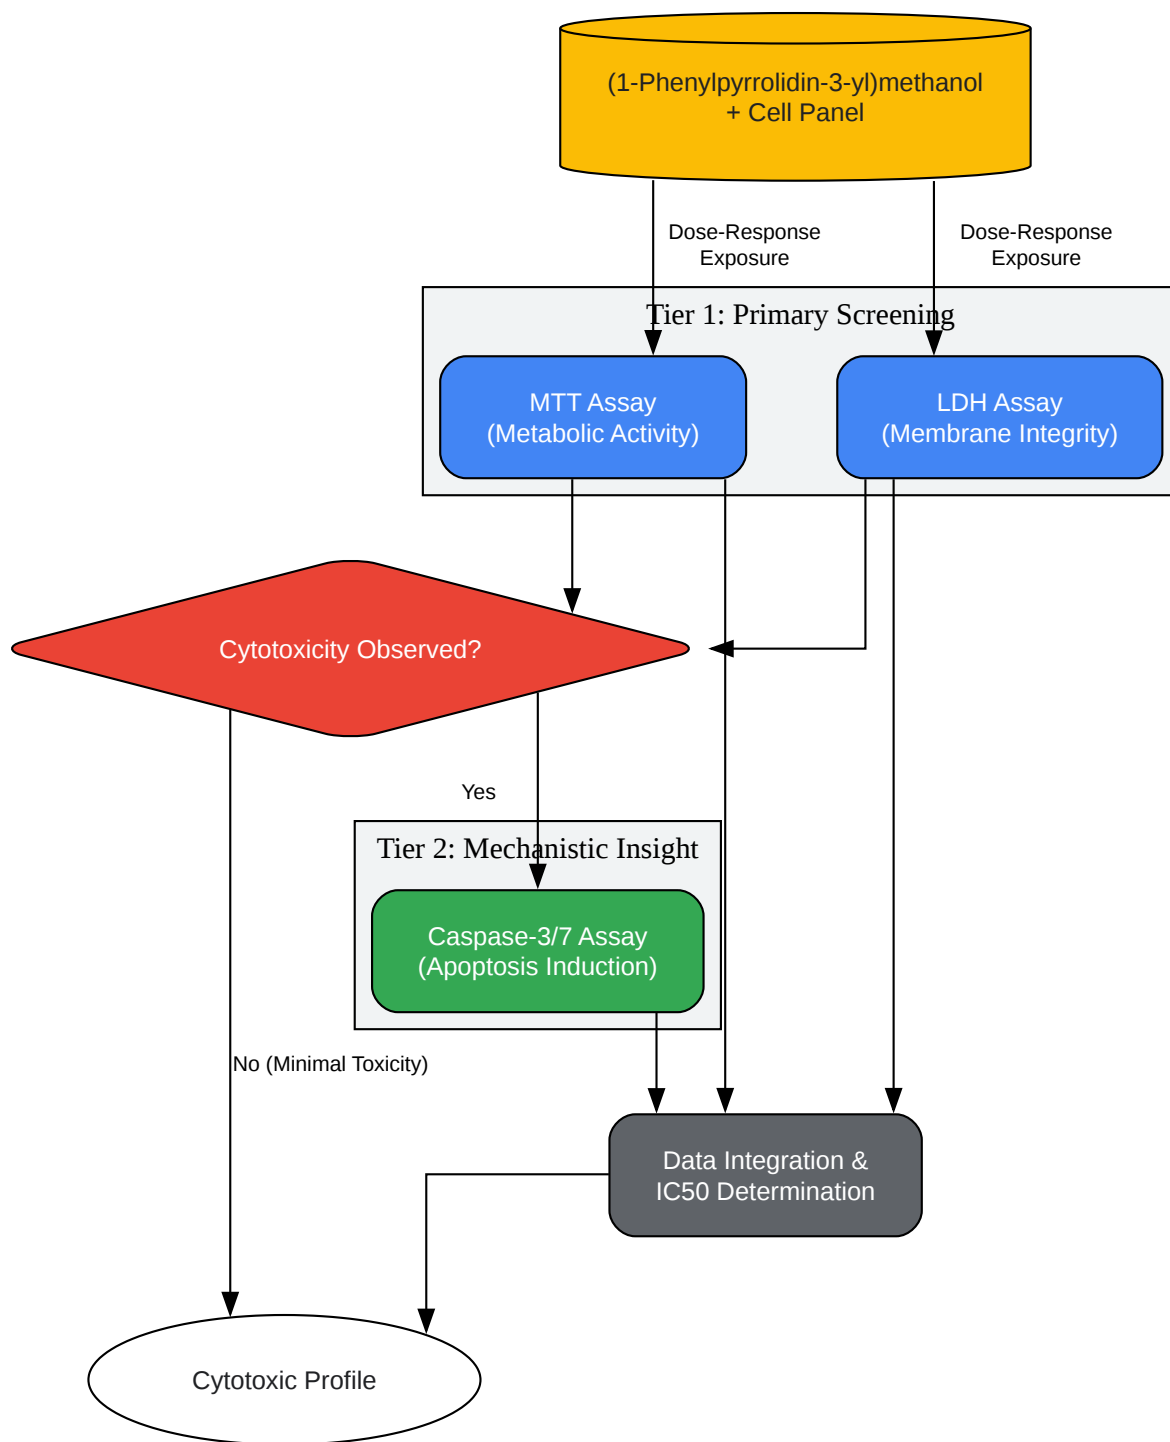 (1-Phenylpyrrolidin-3-yl)methanol
+ Cell Panel
Dose-Response
Exposure
Dose-Response
Exposure
Tier 1: Primary Screening
MTT Assay
(Metabolic Activity)
LDH Assay
(Membrane Integrity)
Cytotoxicity Observed?
Yes
Tier 2: Mechanistic Insight
Caspase-3/7 Assay
(Apoptosis Induction)
No (Minimal Toxicity)
Data Integration &
IC50 Determination
Cytotoxic Profile